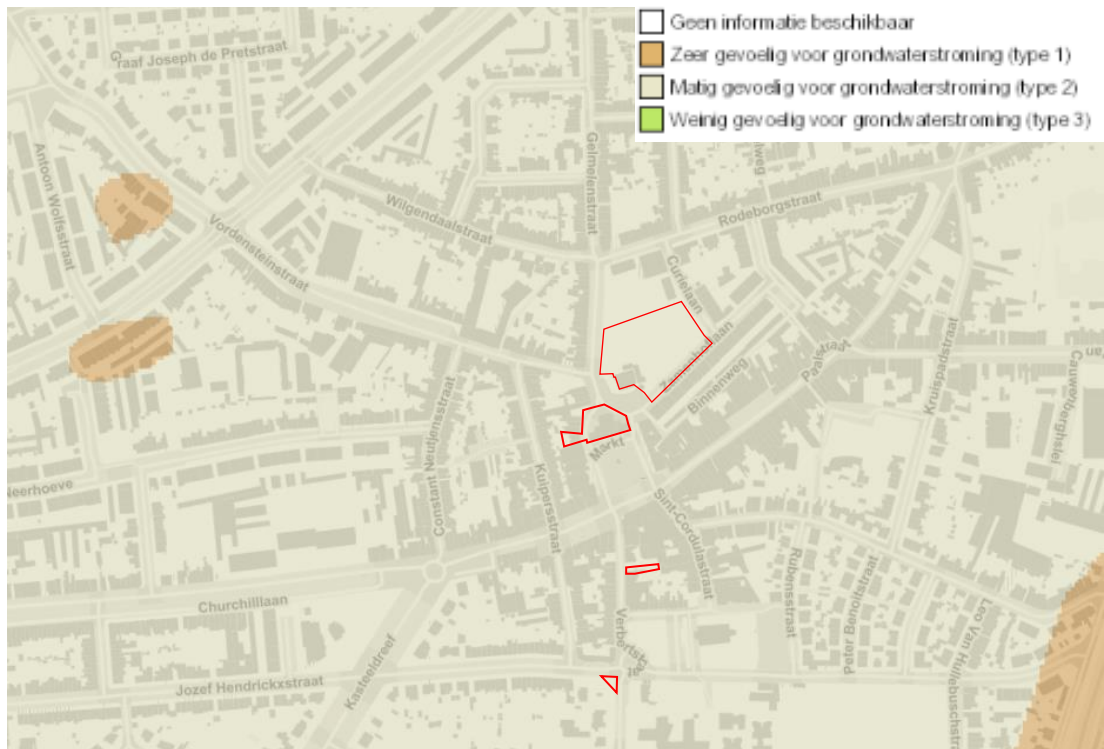 Geen informatie beschikbaar
Zeer gevoelig voor grondwaterstroming (type 1)
Matig gevoelig voor grondwaterstroming (type 2)
Weinig gevoelig voor grondwaterstroming (type 3)
Graaf Joseph de Pretstraat
Antoon Wolfsstraat
Vordensteinstraat
Wilgendaalstraat
Gelmelenstraat
Rodeborgstraat
Curielaan
Binnenweg
Paalstraat
Kruispadstraat
Cauwenberghslei
Markt
Constant Neutjensstraat
Kuipersstraat
Neerhoeve
Sint-Cordulastraat
Churchilllaan
Rubensstraat
Peter Benoitstraat
Leo Van Hullebuschstraat
Kasteeldreef
Jozef Hendrickxstraat